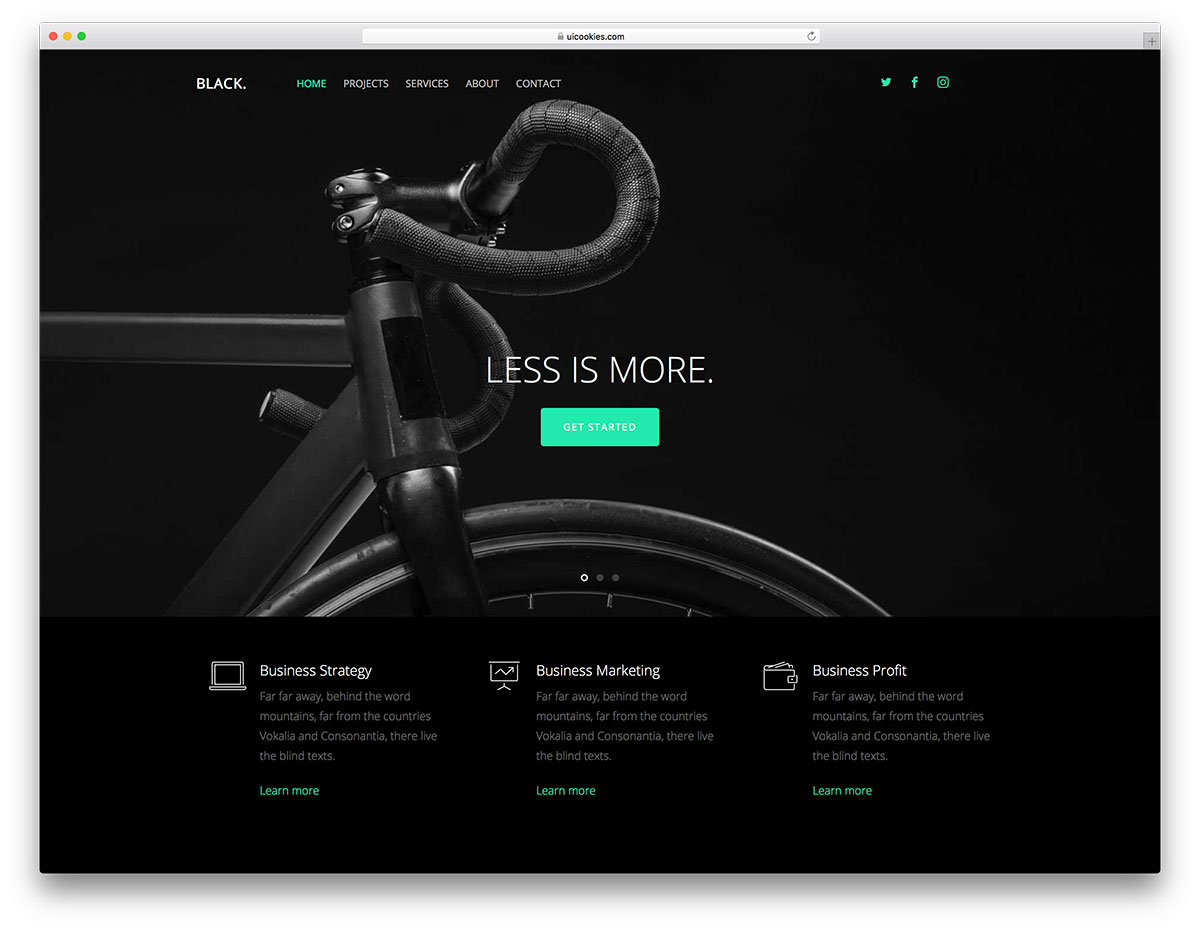 uicookies.com
BLACK. HOME PROJECTS SERVICES ABOUT CONTACT
LESS IS MORE.
GET STARTED
Business Strategy
Far far away, behind the word
mountains, far from the countries
Vokalia and Consonantia, there live
the blind texts.
Learn more
Business Marketing
Far far away, behind the word
mountains, far from the countries
Vokalia and Consonantia, there live
the blind texts.
Learn more
Business Profit
Far far away, behind the word
mountains, far from the countries
Vokalia and Consonantia, there live
the blind texts.
Learn more